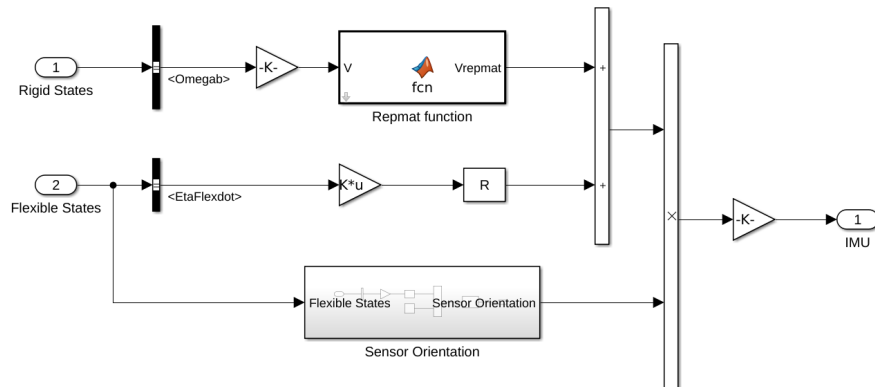 1
Rigid States
<Omegab>
-K-
V
fcn
Vrepmat
Repmat function
+
2
Flexible States
<EtaFlexdot>
K*u
R
+
×
-K-
1
IMU
Flexible States
Sensor Orientation
Sensor Orientation